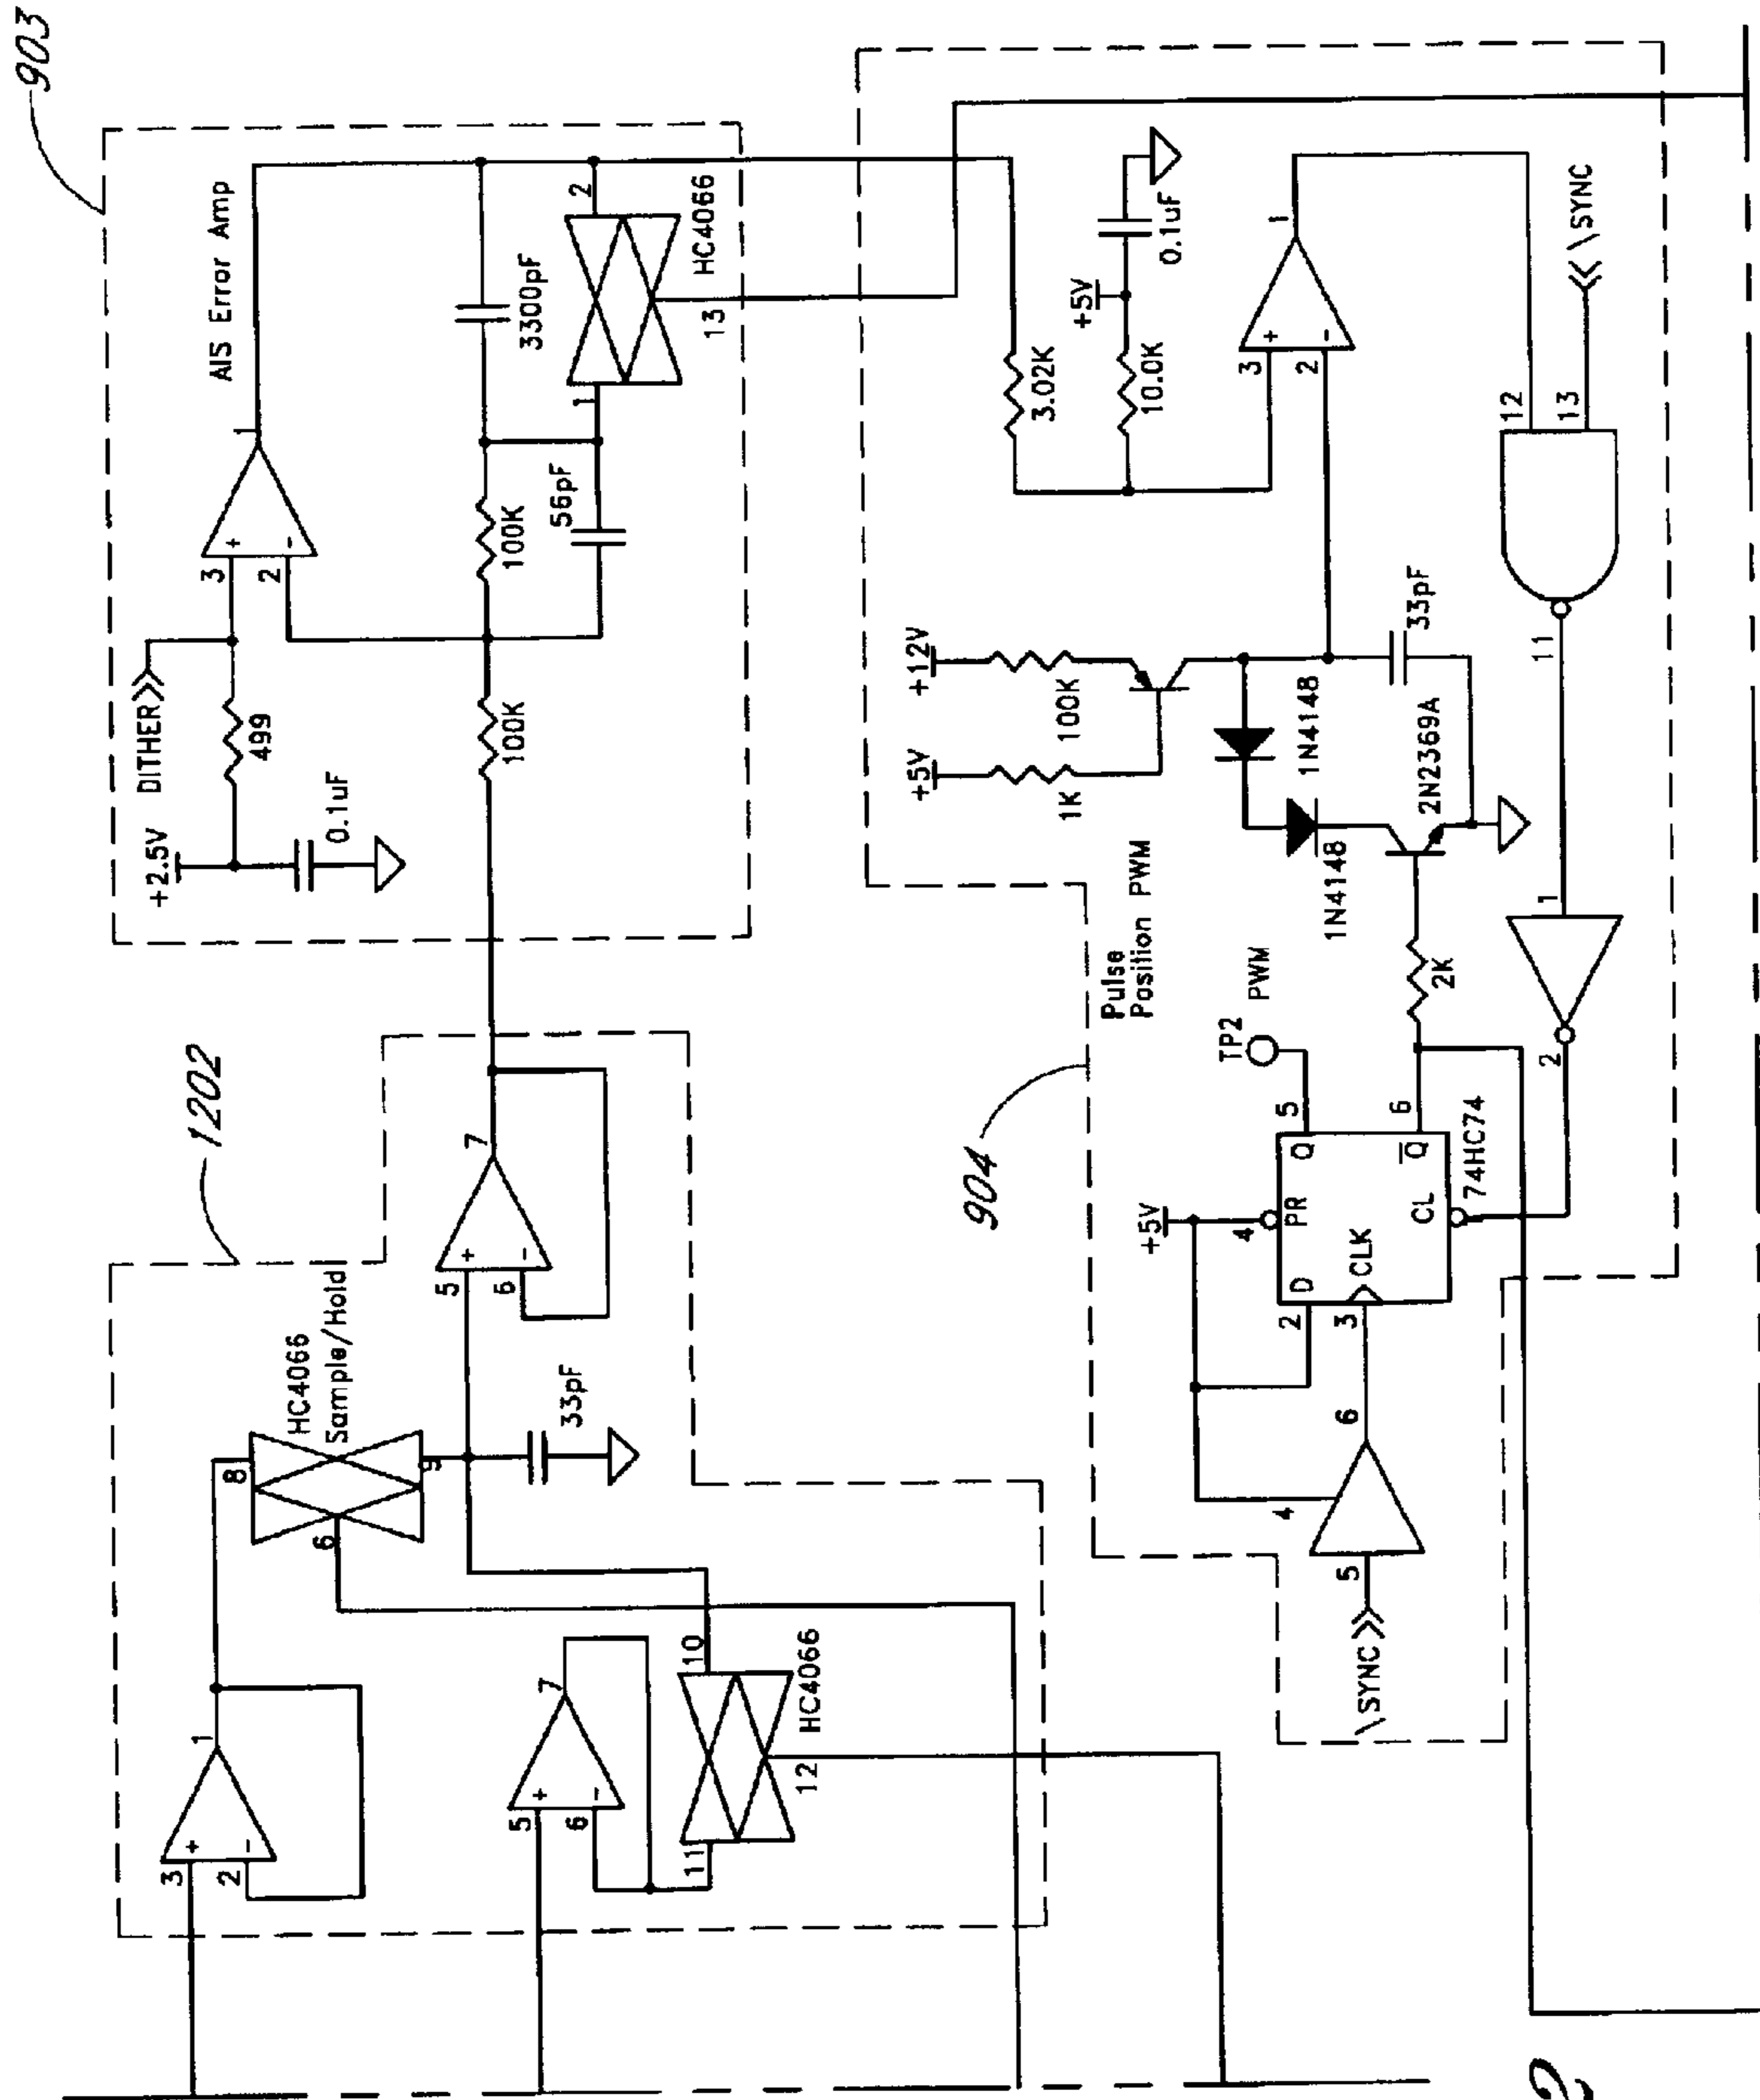 903
AIS Error Amp
DITHER
+2.5V
499
0.1uF
3
2
1
+
-
100K
100K
56pF
3300pF
1
2
13
HC4066
1202
HC4066
Sample/Hold
8
9
6
33pF
5
6
7
+
-
3
2
1
+
-
5
6
7
+
-
11
10
12
HC4066
904
Pulse
Position PWM
+5V
1K
+12V
100K
1N4148
1N4148
2N2369A
33pF
2K
3.02K
10.0K
+5V
0.1uF
3
2
1
+
-
12
13
11
\SYNC
1
2
TP2
PWM
+5V
4
PR
2
D
3
CLK
Q
5
Q
6
CL
74HC74
4
5
6
\SYNC
2